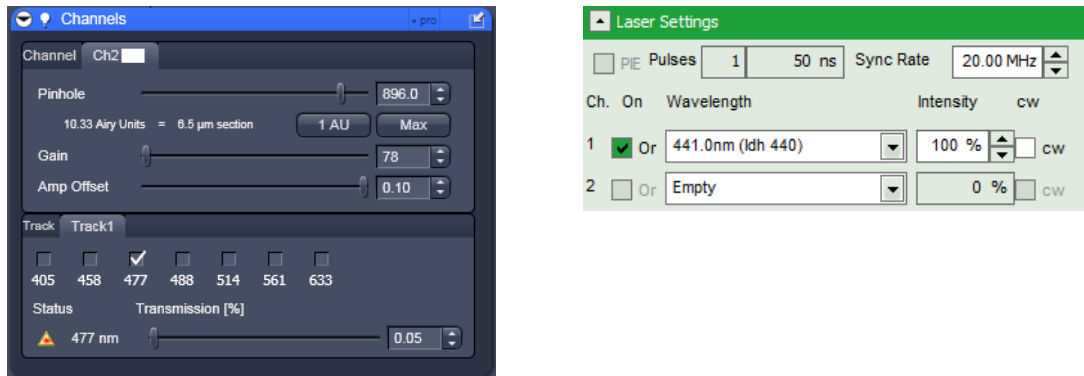 Channels
pro
Channel Ch2
Pinhole 896.0
10.33 Airy Units = 6.5 µm section 1 AU Max
Gain 78
Amp Offset 0.10
Track Track1
405 458 477 488 514 561 633
Status Transmission [%]
477 nm 0.05
Laser Settings
PIE Pulses 1 50 ns Sync Rate 20.00 MHz
Ch. On Wavelength Intensity cw
1 Or 441.0nm (ldh 440) 100 % cw
2 Or Empty 0 % cw